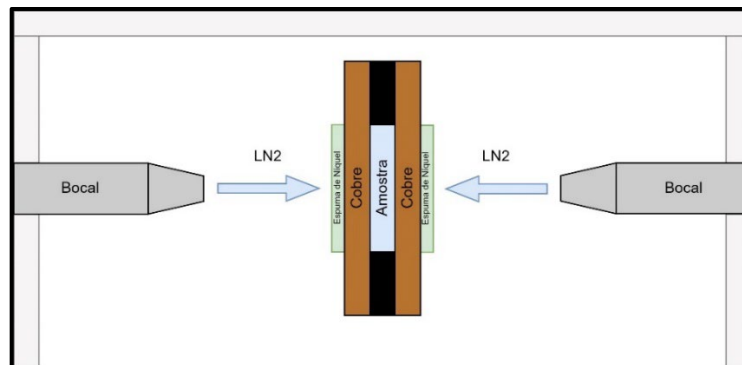 LN2
LN2
Bocal
Espuma de Níquel
Cobre
Amostra
Cobre
Espuma de Níquel
Bocal